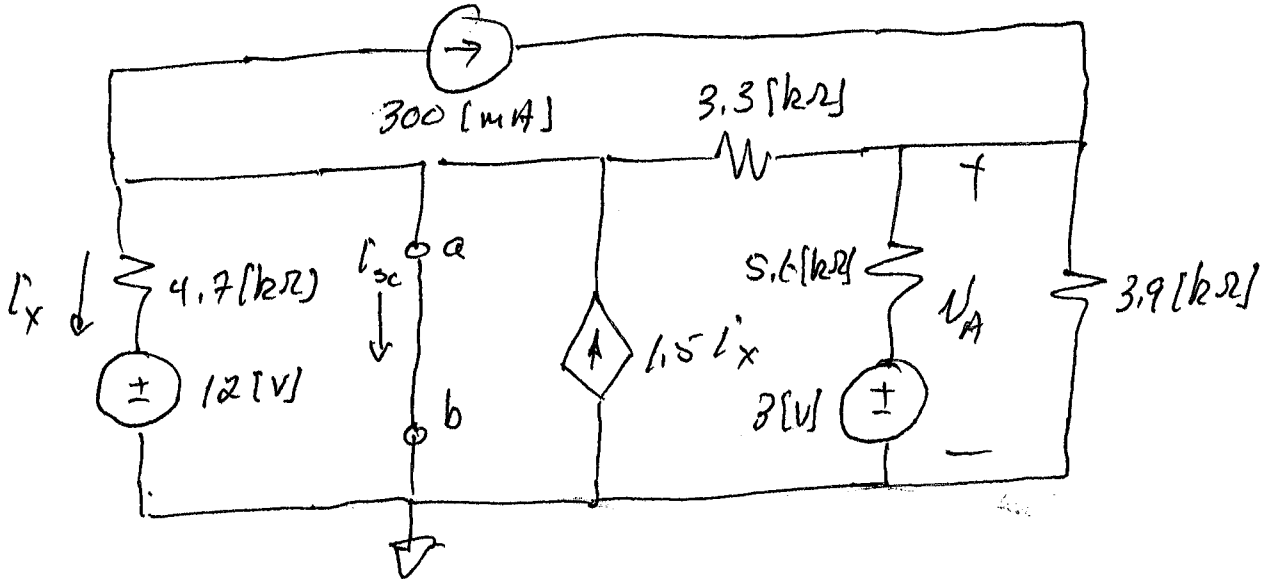 300 [mA]
3.3 [kΩ]
+
i_x
4.7 [kΩ]
i_sc
a
5.6 [kΩ]
v_A
3.9 [kΩ]
±
12 [V]
b
1.5 i_x
3 [V]
±
−